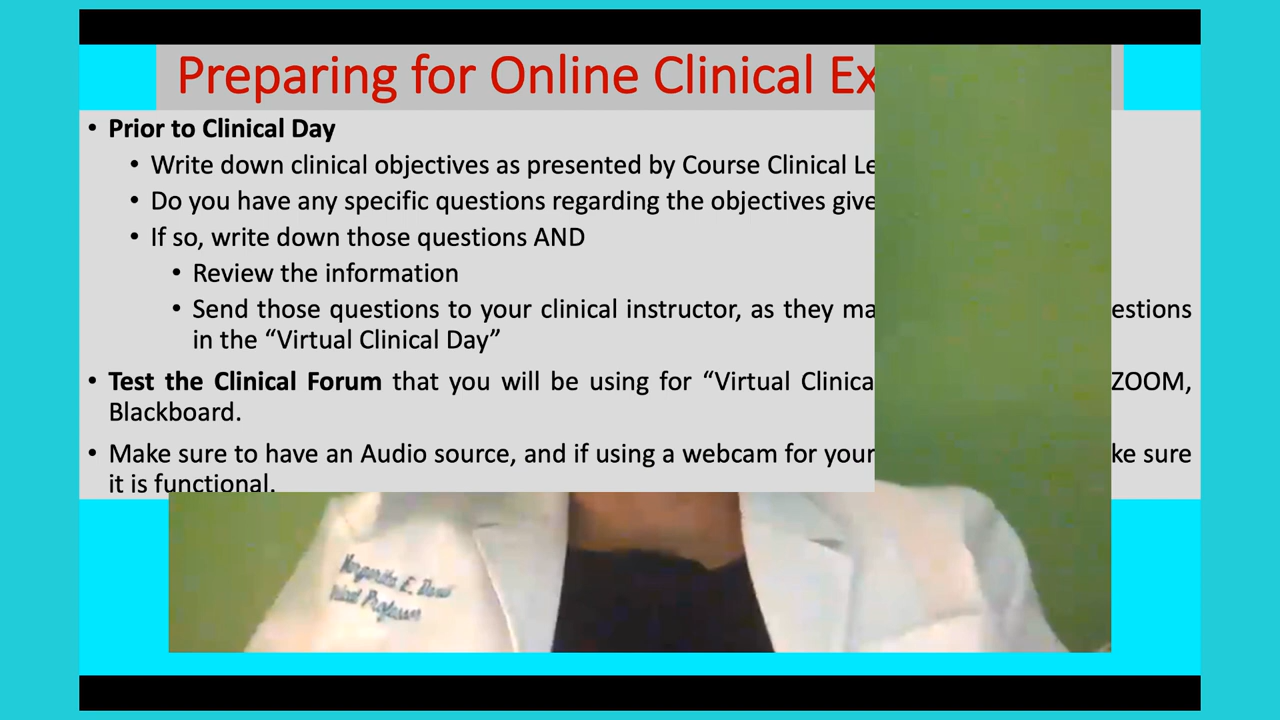 Preparing for Online Clinical Ex
• Prior to Clinical Day
• Write down clinical objectives as presented by Course Clinical Le
• Do you have any specific questions regarding the objectives give
• If so, write down those questions AND
• Review the information
• Send those questions to your clinical instructor, as they ma estions
in the “Virtual Clinical Day”
• Test the Clinical Forum that you will be using for “Virtual Clinica ZOOM,
Blackboard.
• Make sure to have an Audio source, and if using a webcam for your ke sure
it is functional.
Margarita E.
Professor